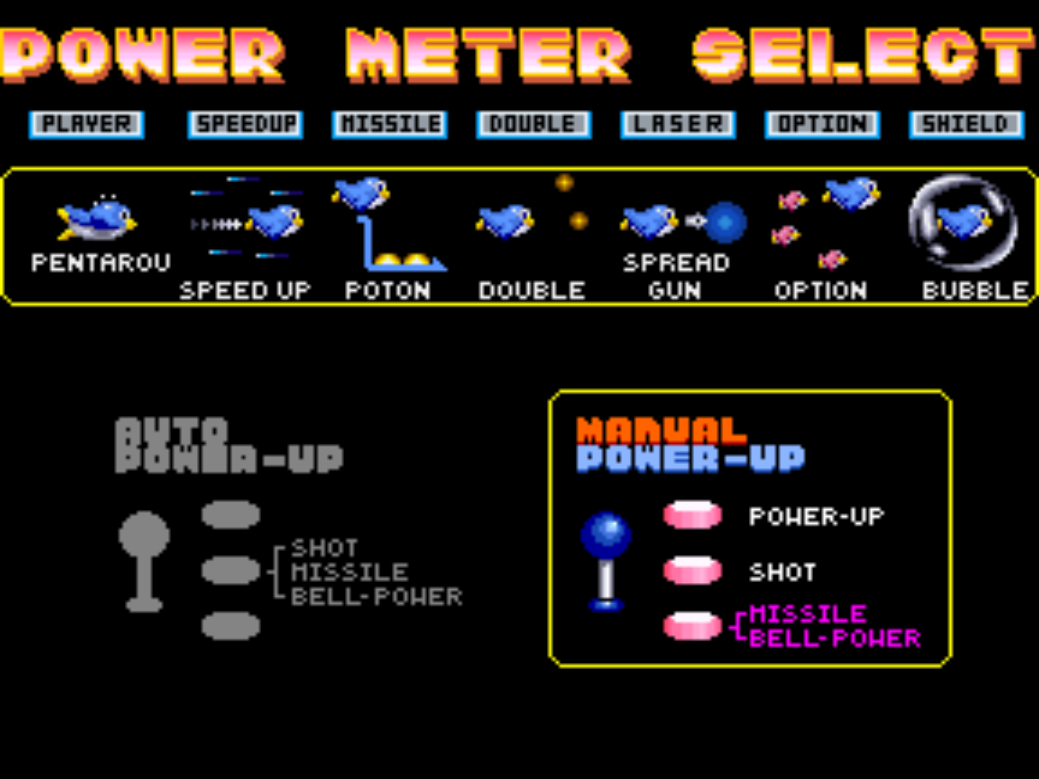 POWER METER SELECT
PLAYER SPEEDUP MISSILE DOUBLE LASER OPTION SHIELD
PENTAROU SPREAD
SPEED UP POTON DOUBLE GUN OPTION BUBBLE
AUTO
POWER-UP
SHOT
MISSILE
BELL-POWER
MANUAL
POWER-UP
POWER-UP
SHOT
MISSILE
BELL-POWER